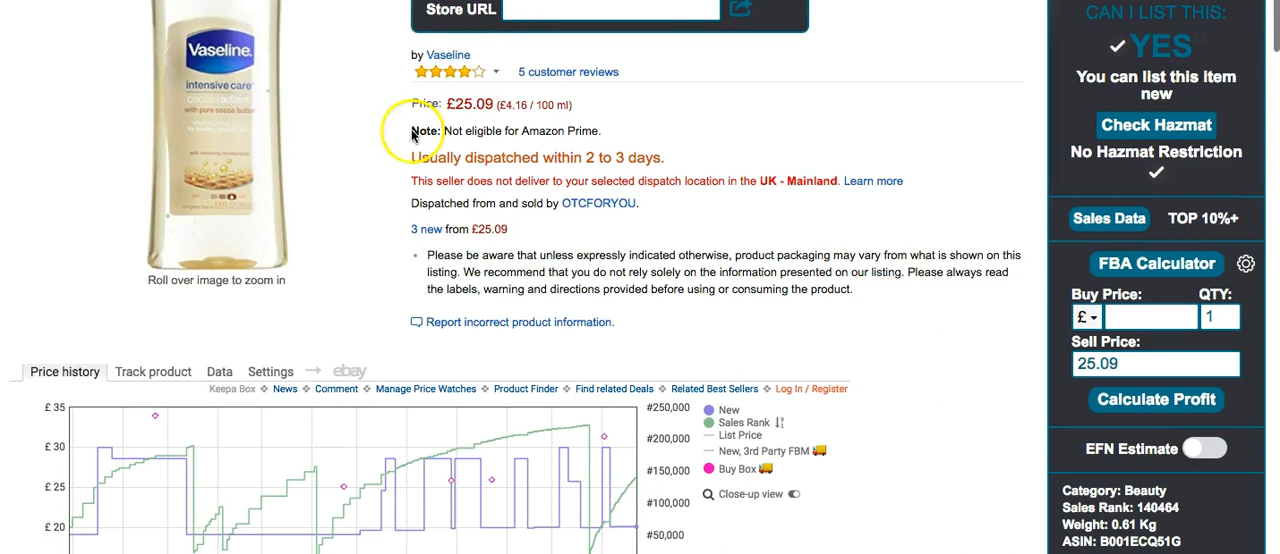 Store URL
Vaseline.
intensive care
cocoa radiant
with pure cocoa butter
Roll over image to zoom in
by Vaseline
5 customer reviews
Price: £25.09 (£4.16 / 100 ml)
Note: Not eligible for Amazon Prime.
Usually dispatched within 2 to 3 days.
This seller does not deliver to your selected dispatch location in the UK - Mainland. Learn more
Dispatched from and sold by OTCFORYOU.
3 new from £25.09
Please be aware that unless expressly indicated otherwise, product packaging may vary from what is shown on this
listing. We recommend that you do not rely solely on the information presented on our listing. Please always read
the labels, warning and directions provided before using or consuming the product.
Report incorrect product information.
CAN I LIST THIS:
YES
You can list this item
new
Check Hazmat
No Hazmat Restriction
Sales Data TOP 10%+
FBA Calculator
Buy Price: QTY:
£ 1
Sell Price:
25.09
Calculate Profit
EFN Estimate
Category: Beauty
Sales Rank: 140464
Weight: 0.61 Kg
ASIN: B001ECQ51G
Price history Track product Data Settings ebay
Keepa Box News Comment Manage Price Watches Product Finder Find related Deals Related Best Sellers Log In / Register
£ 35
£ 30
£ 25
£ 20
#250,000
#200,000
#150,000
#100,000
#50,000
New
Sales Rank
List Price
New, 3rd Party FBM
Buy Box
Close-up view